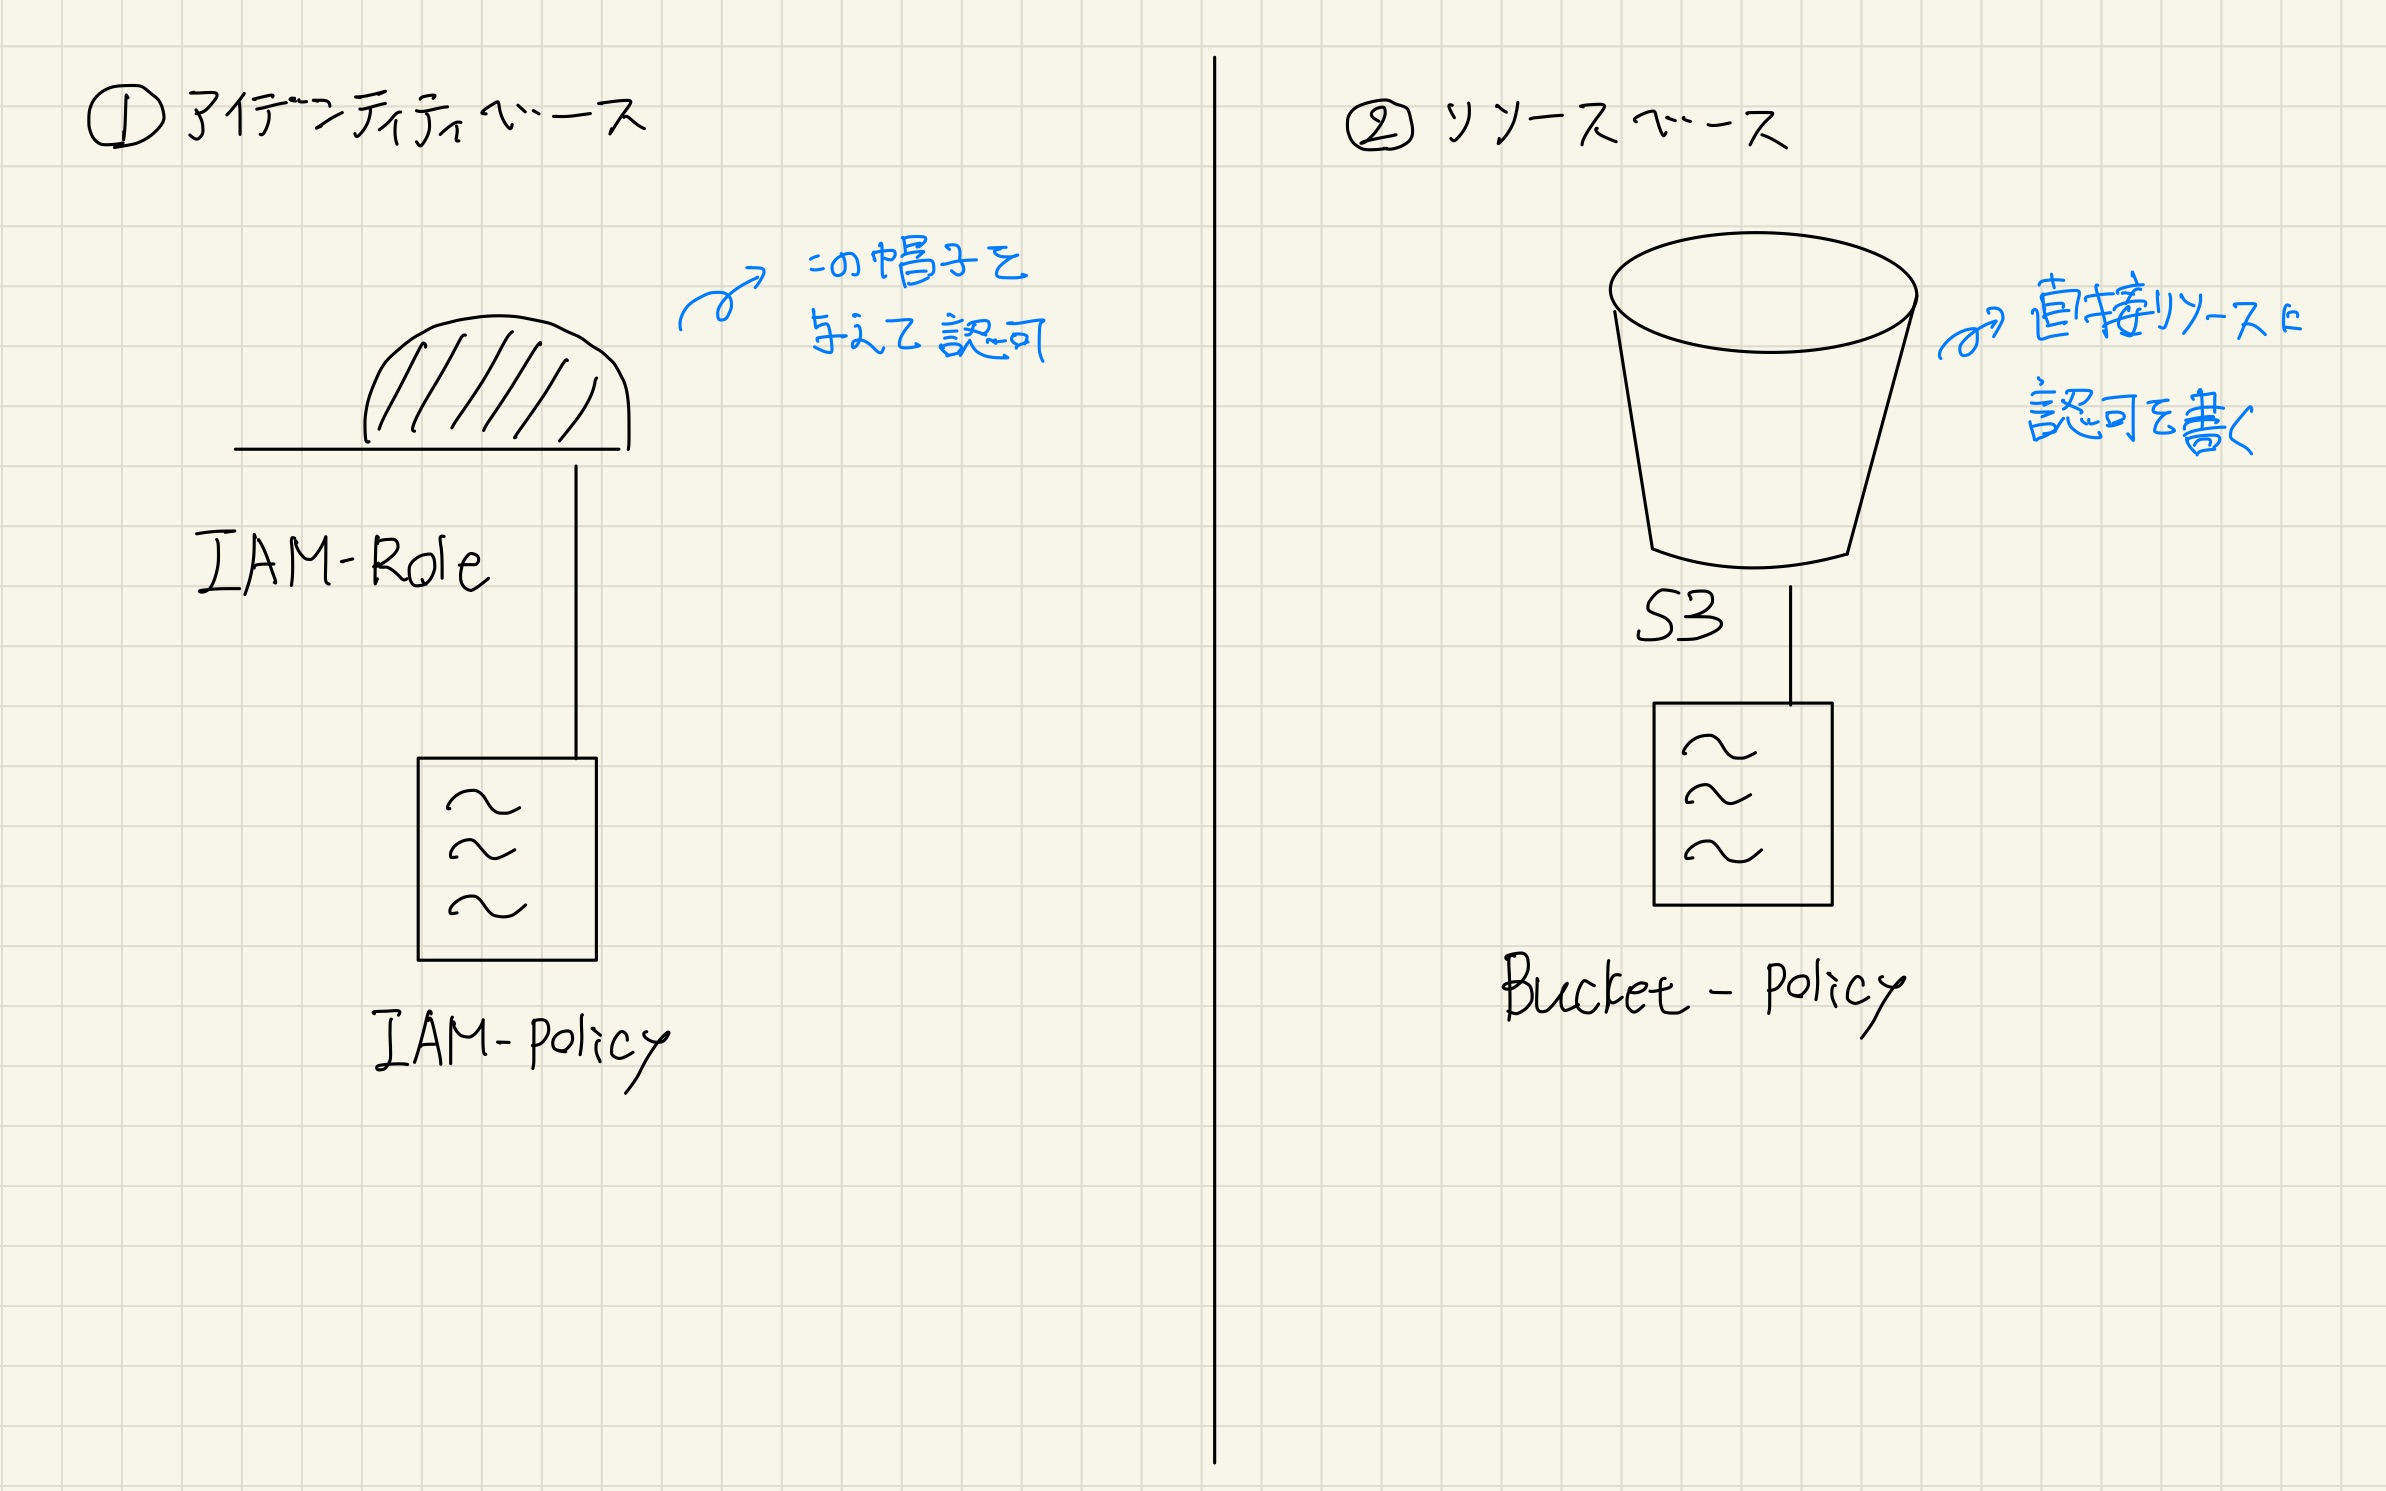 ① アイデンティティベース
この帽子を
与えて認可
IAM-Role
IAM-Policy
② リソースベース
直接リソースに
認可を書く
S3
Bucket-Policy